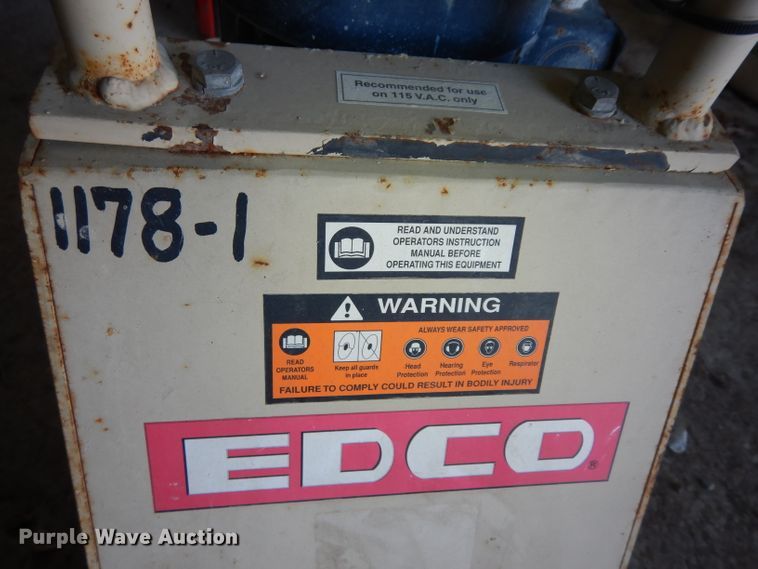 Recommended for use
on 115 V.A.C. only
1178-1
READ AND UNDERSTAND
OPERATORS INSTRUCTION
MANUAL BEFORE
OPERATING THIS EQUIPMENT
WARNING
READ
OPERATORS
MANUAL
Keep all guards
in place
ALWAYS WEAR SAFETY APPROVED
Head
Protection
Hearing
Protection
Eye
Protection
Respirator
FAILURE TO COMPLY COULD RESULT IN BODILY INJURY
EDCO®
Purple Wave Auction